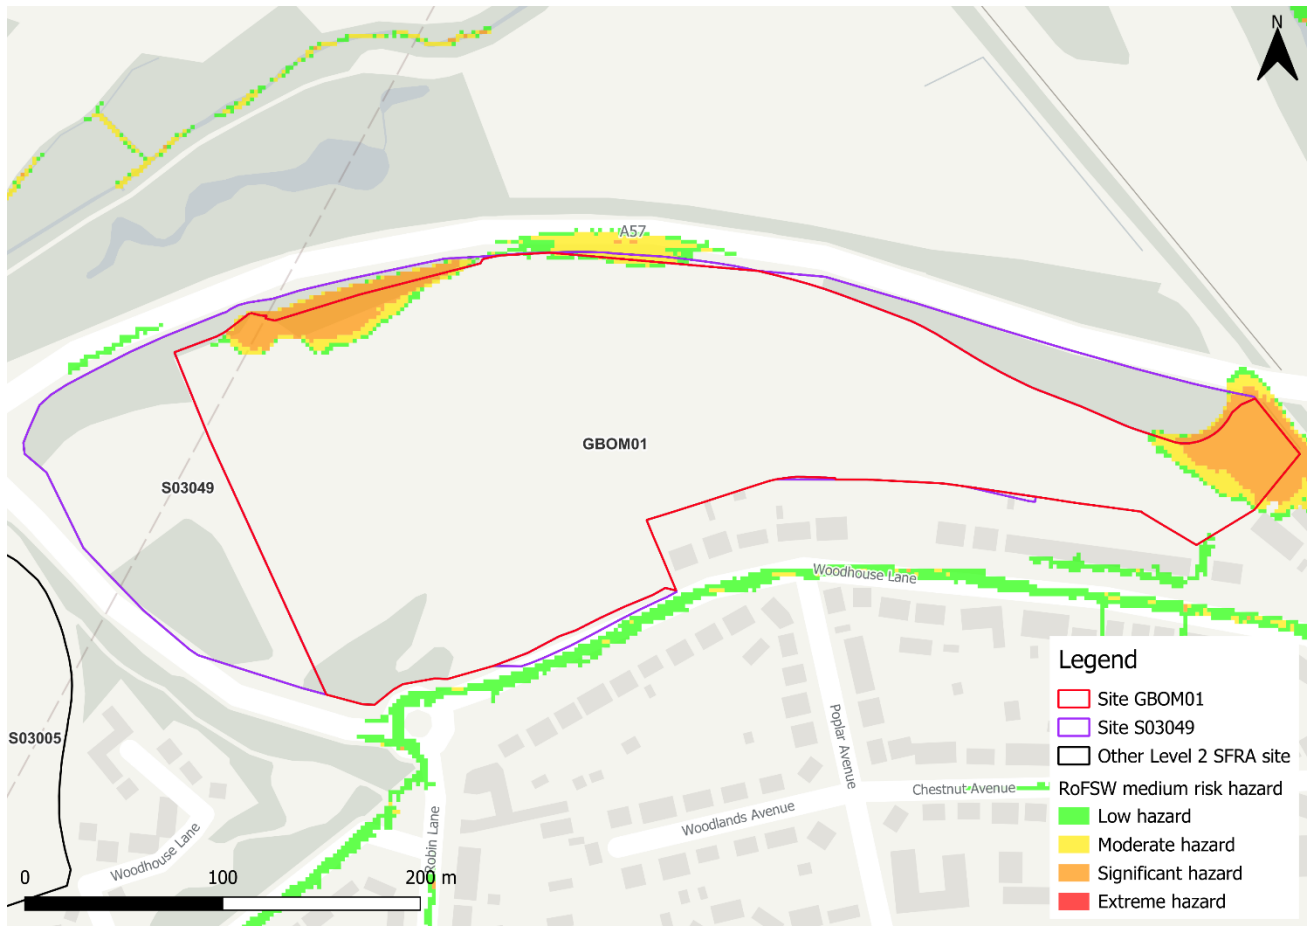 N
A57
GBOM01
S03049
Woodhouse Lane
S03005
Poplar Avenue
Chestnut Avenue
Woodlands Avenue
Robin Lane
Woodhouse Lane
0 100 200 m
Legend
Site GBOM01
Site S03049
Other Level 2 SFRA site
RoFSW medium risk hazard
Low hazard
Moderate hazard
Significant hazard
Extreme hazard